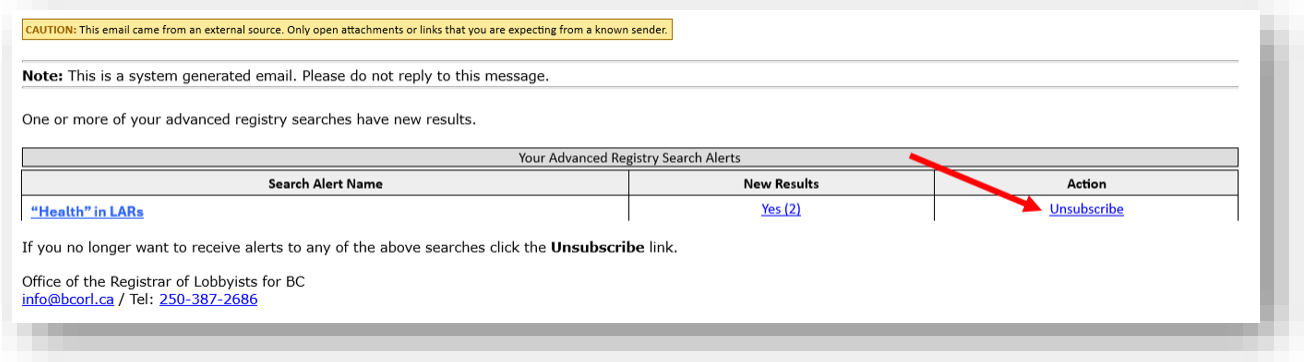 CAUTION: This email came from an external source. Only open attachments or links that you are expecting from a known sender.
Note: This is a system generated email. Please do not reply to this message.
One or more of your advanced registry searches have new results.
Your Advanced Registry Search Alerts
Search Alert Name New Results Action
“Health” in LARs Yes (2) Unsubscribe
If you no longer want to receive alerts to any of the above searches click the Unsubscribe link.
Office of the Registrar of Lobbyists for BC
info@bcorl.ca / Tel: 250-387-2686